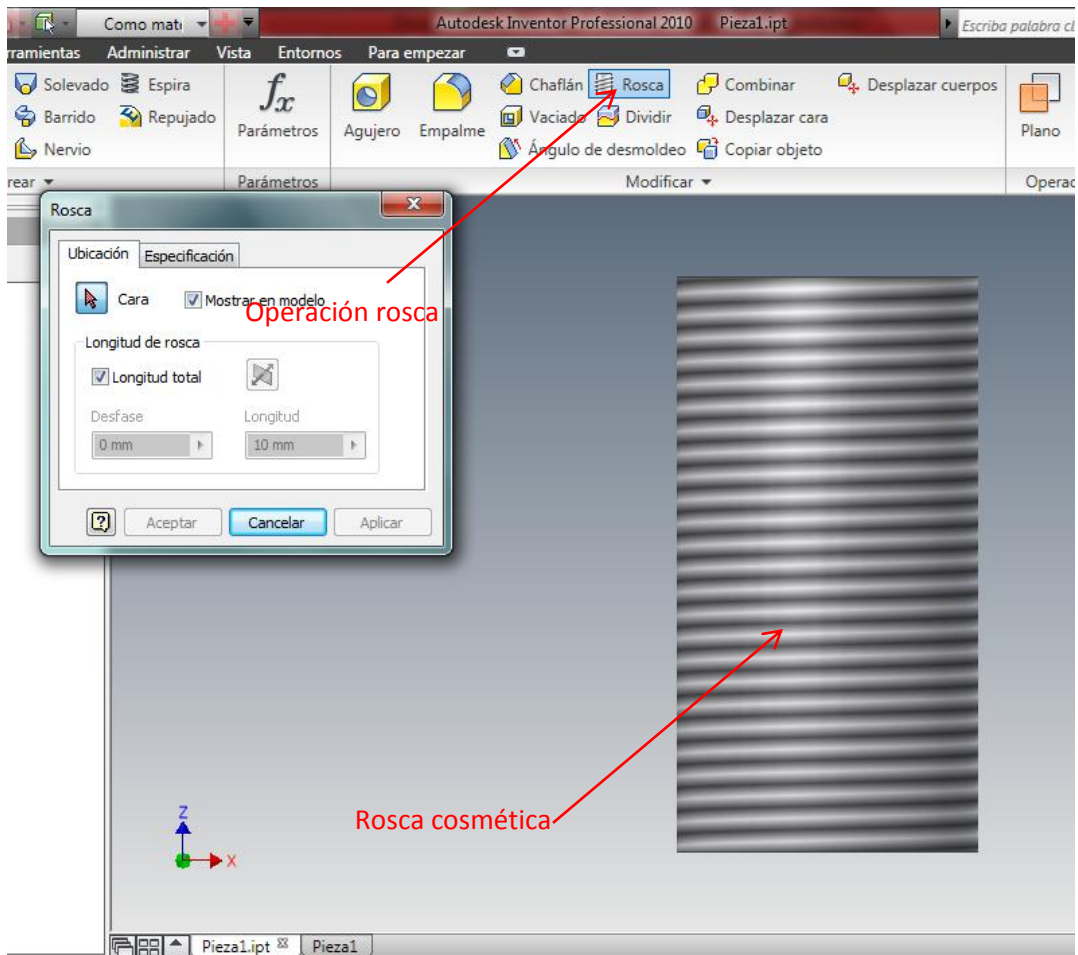 Como mati
Autodesk Inventor Professional 2010 Pieza1.ipt
Escriba palabra cl
rramientas Administrar Vista Entornos Para empezar
Solevado Espira
Barrido Repujado
Nervio
fx
Parámetros
Agujero Empalme
Chaflán Rosca Combinar Desplazar cuerpos
Vaciado Dividir Desplazar cara
Ángulo de desmoldeo Copiar objeto
Plano
rear Parámetros Modificar Operac
Rosca
Ubicación Especificación
Cara Mostrar en modelo
Operación rosca
Longitud de rosca
Longitud total
Desfase Longitud
0 mm 10 mm
Aceptar Cancelar Aplicar
Rosca cosmética
Z
X
Pieza1.ipt Pieza1